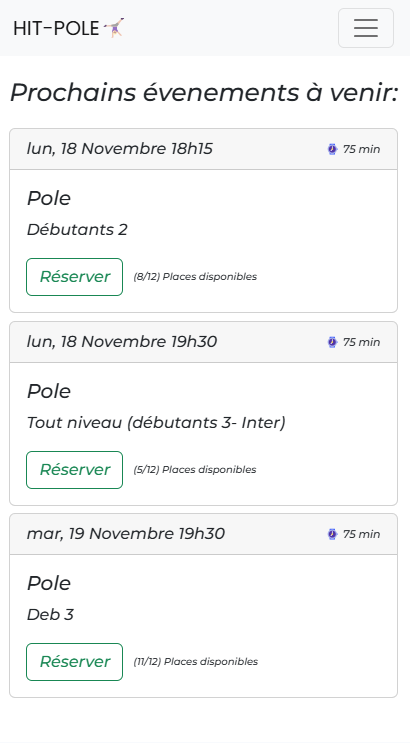 HIT-POLE
Prochains évenements à venir:
lun, 18 Novembre 18h15
75 min
Pole
Débutants 2
Réserver
(8/12) Places disponibles
lun, 18 Novembre 19h30
75 min
Pole
Tout niveau (débutants 3- Inter)
Réserver
(5/12) Places disponibles
mar, 19 Novembre 19h30
75 min
Pole
Deb 3
Réserver
(11/12) Places disponibles